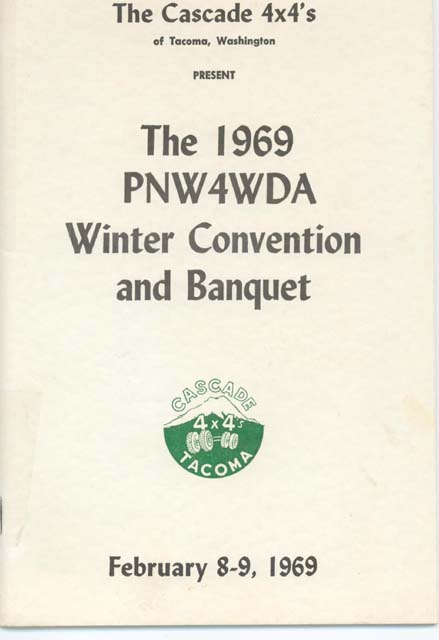 The Cascade 4x4's
of Tacoma, Washington
PRESENT
The 1969
PNW4WDA
Winter Convention
and Banquet
CASCADE
4x4's
TACOMA
February 8-9, 1969